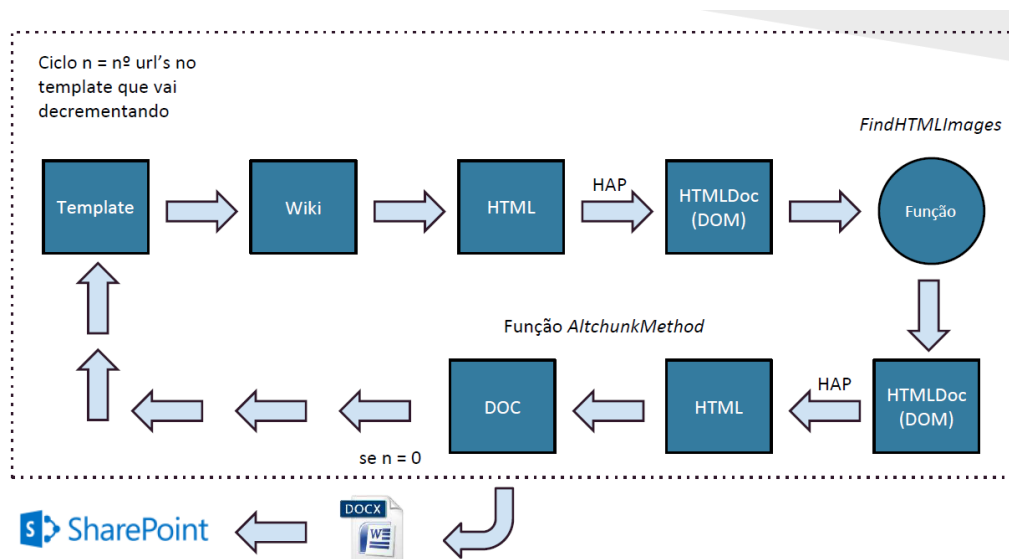 Ciclo n = nº url's no
template que vai
decrementando
FindHTMLImages
Template
Wiki
HTML
HAP
HTMLDoc
(DOM)
Função
Função AltchunkMethod
DOC
HTML
HAP
HTMLDoc
(DOM)
se n = 0
S
SharePoint
DOCX
W